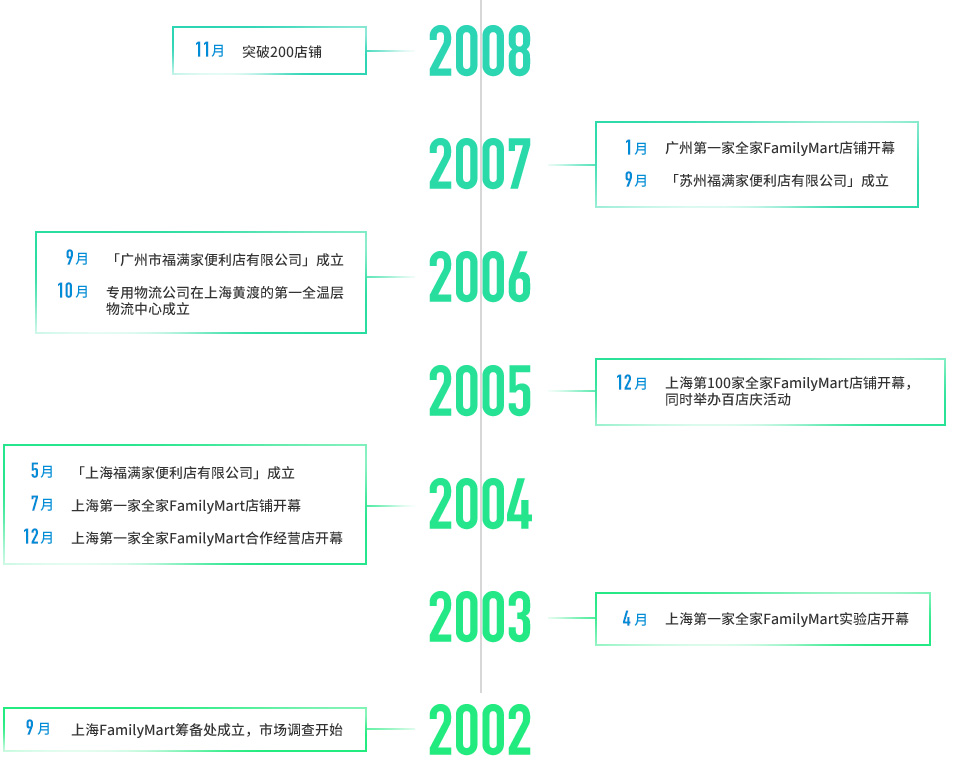 2008
11月 突破200店铺
2007
1月 广州第一家全家FamilyMart店铺开幕
9月 「苏州福满家便利店有限公司」成立
2006
9月 「广州市福满家便利店有限公司」成立
10月 专用物流公司在上海黄渡的第一全温层
物流中心成立
2005
12月 上海第100家全家FamilyMart店铺开幕，
同时举办百店庆活动
2004
5月 「上海福满家便利店有限公司」成立
7月 上海第一家全家FamilyMart店铺开幕
12月 上海第一家全家FamilyMart合作经营店开幕
2003
4月 上海第一家全家FamilyMart实验店开幕
2002
9月 上海FamilyMart筹备处成立，市场调查开始